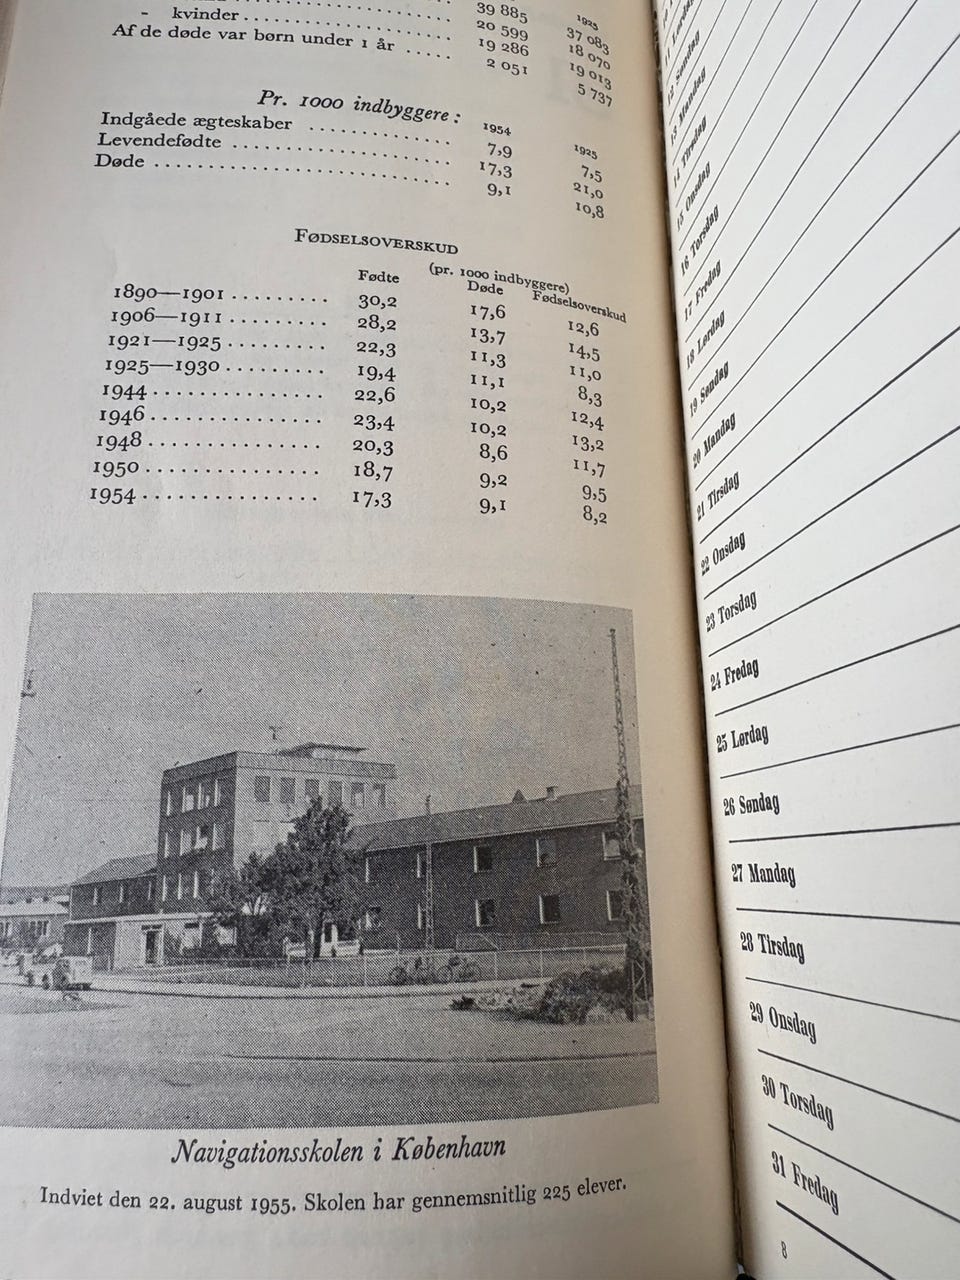 39 885 37 083
- kvinder 20 599 18 070
Af de døde var børn under 1 år 19 286 19 013
2 051 5 737
1925
Pr. 1000 indbyggere:
1954 1925
Indgåede ægteskaber 7,9 7,5
Levendefødte 17,3 21,0
Døde 9,1 10,8
FØDSELSOVERSKUD
(pr. 1000 indbyggere)
Fødte Døde Fødselsoverskud
1890—1901 30,2 17,6 12,6
1906—1911 28,2 13,7 14,5
1921—1925 22,3 11,3 11,0
1925—1930 19,4 11,1 8,3
1944 22,6 10,2 12,4
1946 23,4 10,2 13,2
1948 20,3 8,6 11,7
1950 18,7 9,2 9,5
1954 17,3 9,1 8,2
Navigationsskolen i København
Indviet den 22. august 1955. Skolen har gennemsnitlig 225 elever.
11 Lørdag
12 Søndag
13 Mandag
14 Tirsdag
15 Onsdag
16 Torsdag
17 Fredag
18 Lørdag
19 Søndag
20 Mandag
21 Tirsdag
22 Onsdag
23 Torsdag
24 Fredag
25 Lørdag
26 Søndag
27 Mandag
28 Tirsdag
29 Onsdag
30 Torsdag
31 Fredag
8